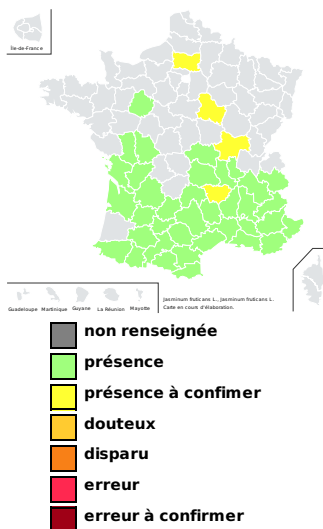 Île-de-France
Guadeloupe Martinique Guyane La Réunion Mayotte
Jasminum fruticans L., Jasminum fruticans L.
Carte en cours d'élaboration.
non renseignée
présence
présence à confimer
douteux
disparu
erreur
erreur à confirmer